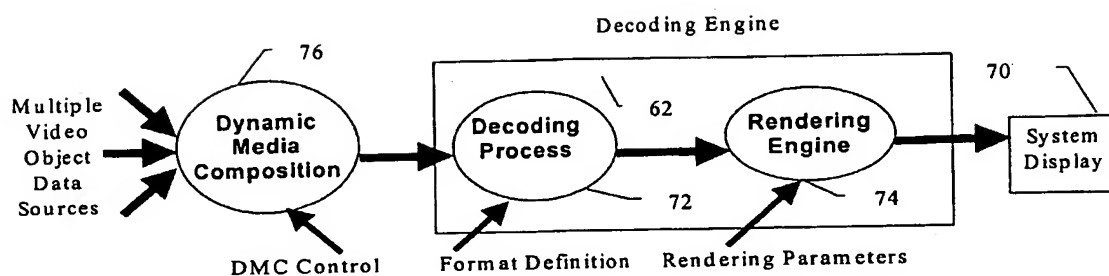 Decoding Engine
76
62
70
Multiple
Video
Object
Data
Sources
Dynamic
Media
Composition
Decoding
Process
Rendering
Engine
System
Display
72
74
DMC Control
Format Definition
Rendering Parameters